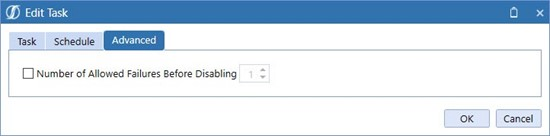 Edit Task
Task Schedule Advanced
Number of Allowed Failures Before Disabling 1
OK Cancel